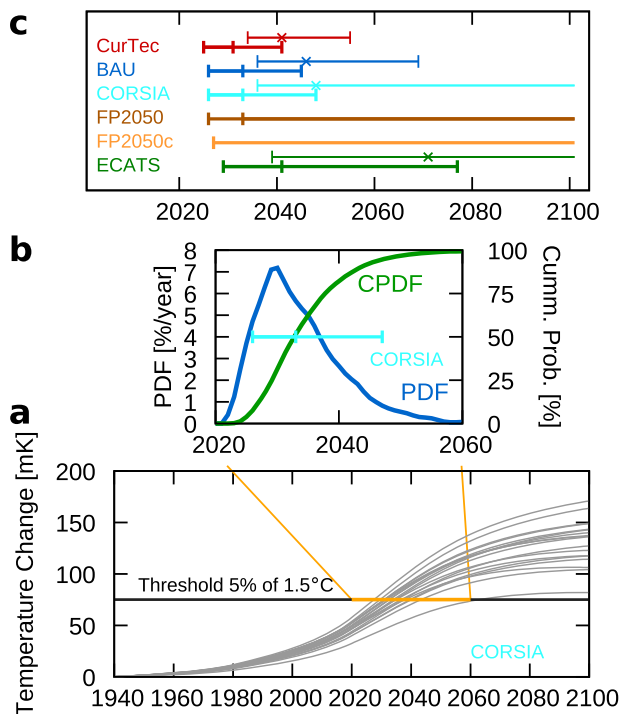 c
CurTec
BAU
CORSIA
FP2050
FP2050c
ECATS
2020 2040 2060 2080 2100
b
PDF [%/year]
8
7
6
5
4
3
2
1
0
CPDF
CORSIA
PDF
100
75
50
25
0
Cumm. Prob. [%]
2020 2040 2060
a
Temperature Change [mK]
200
150
100
50
0
Threshold 5% of 1.5°C
CORSIA
1940 1960 1980 2000 2020 2040 2060 2080 2100